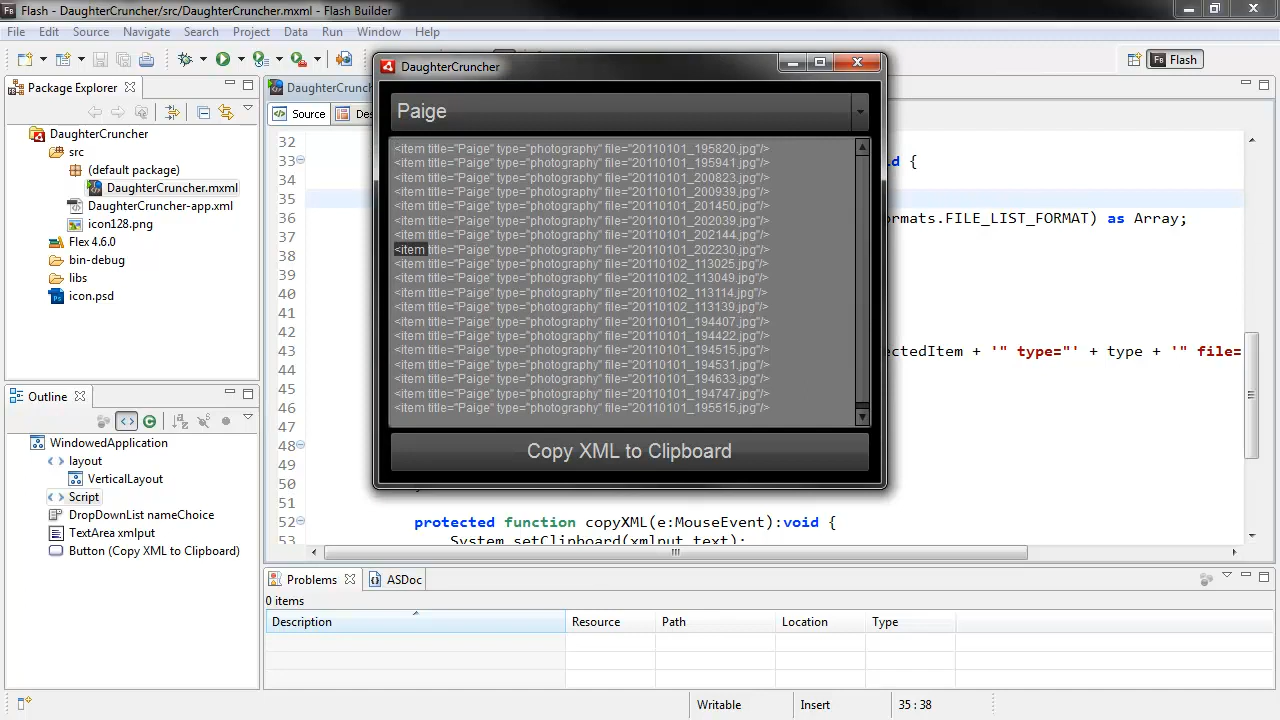 Flash - DaughterCruncher/src/DaughterCruncher.mxml - Flash Builder
File Edit Source Navigate Search Project Data Run Window Help
Flash
Package Explorer
DaughterCruncher
src
(default package)
DaughterCruncher.mxml
DaughterCruncher-app.xml
icon128.png
Flex 4.6.0
bin-debug
libs
icon.psd
Outline
WindowedApplication
layout
VerticalLayout
Script
DropDownList nameChoice
TextArea xmlput
Button (Copy XML to Clipboard)
DaughterCrunch
Source
Des
DaughterCruncher
Paige
<item title="Paige" type="photography" file="20110101_195820.jpg"/>
<item title="Paige" type="photography" file="20110101_195941.jpg"/>
<item title="Paige" type="photography" file="20110101_200823.jpg"/>
<item title="Paige" type="photography" file="20110101_200939.jpg"/>
<item title="Paige" type="photography" file="20110101_201450.jpg"/>
<item title="Paige" type="photography" file="20110101_202039.jpg"/>
<item title="Paige" type="photography" file="20110101_202144.jpg"/>
<item title="Paige" type="photography" file="20110101_202230.jpg"/>
<item title="Paige" type="photography" file="20110102_113025.jpg"/>
<item title="Paige" type="photography" file="20110102_113049.jpg"/>
<item title="Paige" type="photography" file="20110102_113114.jpg"/>
<item title="Paige" type="photography" file="20110102_113139.jpg"/>
<item title="Paige" type="photography" file="20110101_194407.jpg"/>
<item title="Paige" type="photography" file="20110101_194422.jpg"/>
<item title="Paige" type="photography" file="20110101_194515.jpg"/>
<item title="Paige" type="photography" file="20110101_194531.jpg"/>
<item title="Paige" type="photography" file="20110101_194633.jpg"/>
<item title="Paige" type="photography" file="20110101_194747.jpg"/>
<item title="Paige" type="photography" file="20110101_195515.jpg"/>
Copy XML to Clipboard
32
33 d {
34
35
36 ormats.FILE_LIST_FORMAT) as Array;
37
38
39
40
41
42
43 ectedItem + '" type="' + type + '" file=
44
45
46
47
48
49
50
51
52 protected function copyXML(e:MouseEvent):void {
53 System.setClipboard(xmlput.text);
Problems
ASDoc
0 items
Description Resource Path Location Type
Writable Insert 35 : 38